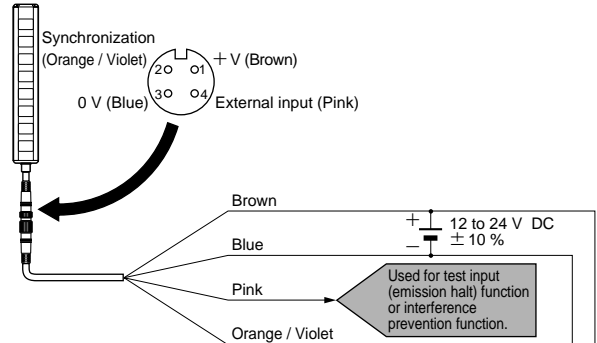 Synchronization
(Orange / Violet)
2
1
+ V (Brown)
0 V (Blue)
3
4
External input (Pink)
Brown
+
12 to 24 V DC
± 10 %
−
Blue
Pink
Used for test input
(emission halt) function
or interference
prevention function.
Orange / Violet